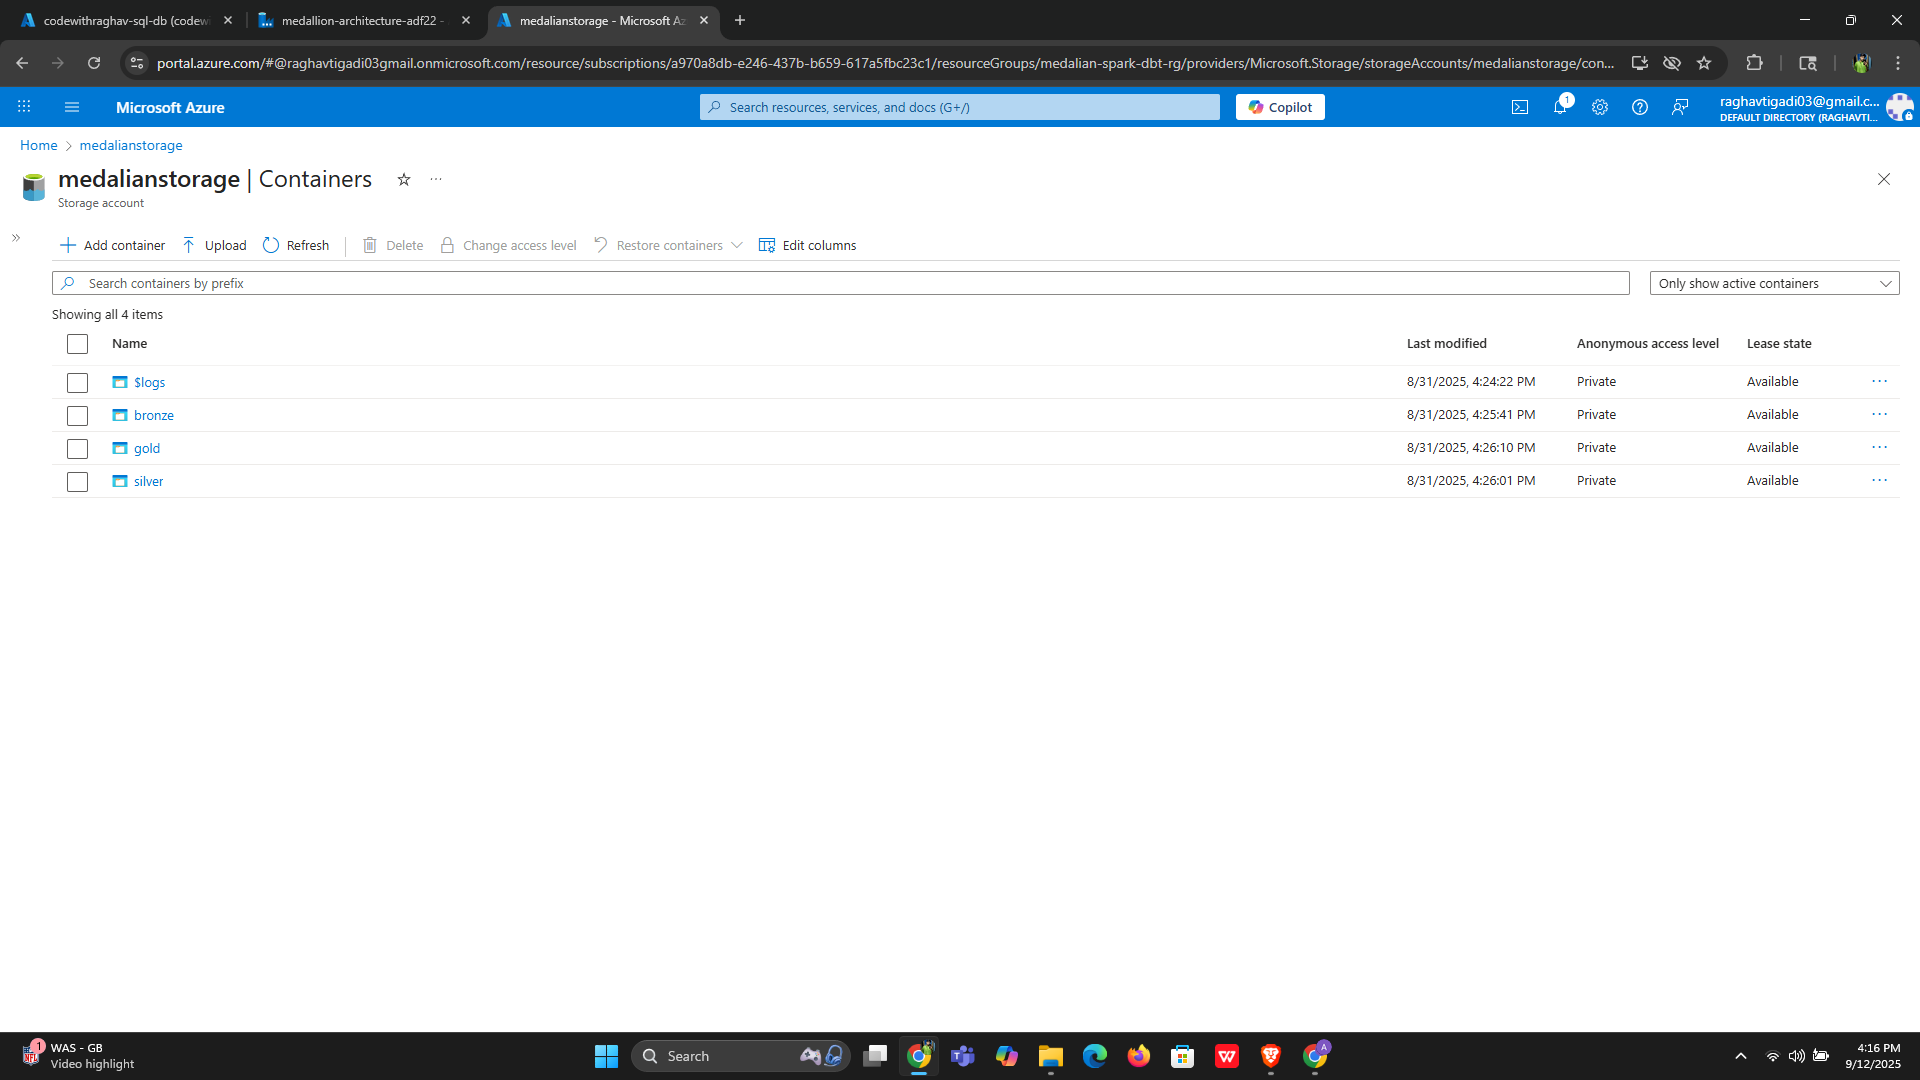 codewithraghav-sql-db (codewi
medallion-architecture-adf22 -
medalianstorage - Microsoft Az
portal.azure.com/#@raghavtigadi03gmail.onmicrosoft.com/resource/subscriptions/a970a8db-e246-437b-b659-617a5fbc23c1/resourceGroups/medalian-spark-dbt-rg/providers/Microsoft.Storage/storageAccounts/medalianstorage/con...
Microsoft Azure
Search resources, services, and docs (G+/)
Copilot
1
raghavtigadi03@gmail.c...
DEFAULT DIRECTORY (RAGHAVTI...
Home > medalianstorage
medalianstorage | Containers
Storage account
Add container Upload Refresh Delete Change access level Restore containers Edit columns
Search containers by prefix
Only show active containers
Showing all 4 items
Name Last modified Anonymous access level Lease state
$logs 8/31/2025, 4:24:22 PM Private Available
bronze 8/31/2025, 4:25:41 PM Private Available
gold 8/31/2025, 4:26:10 PM Private Available
silver 8/31/2025, 4:26:01 PM Private Available
1
WAS - GB
Video highlight
Search
A
4:16 PM
9/12/2025